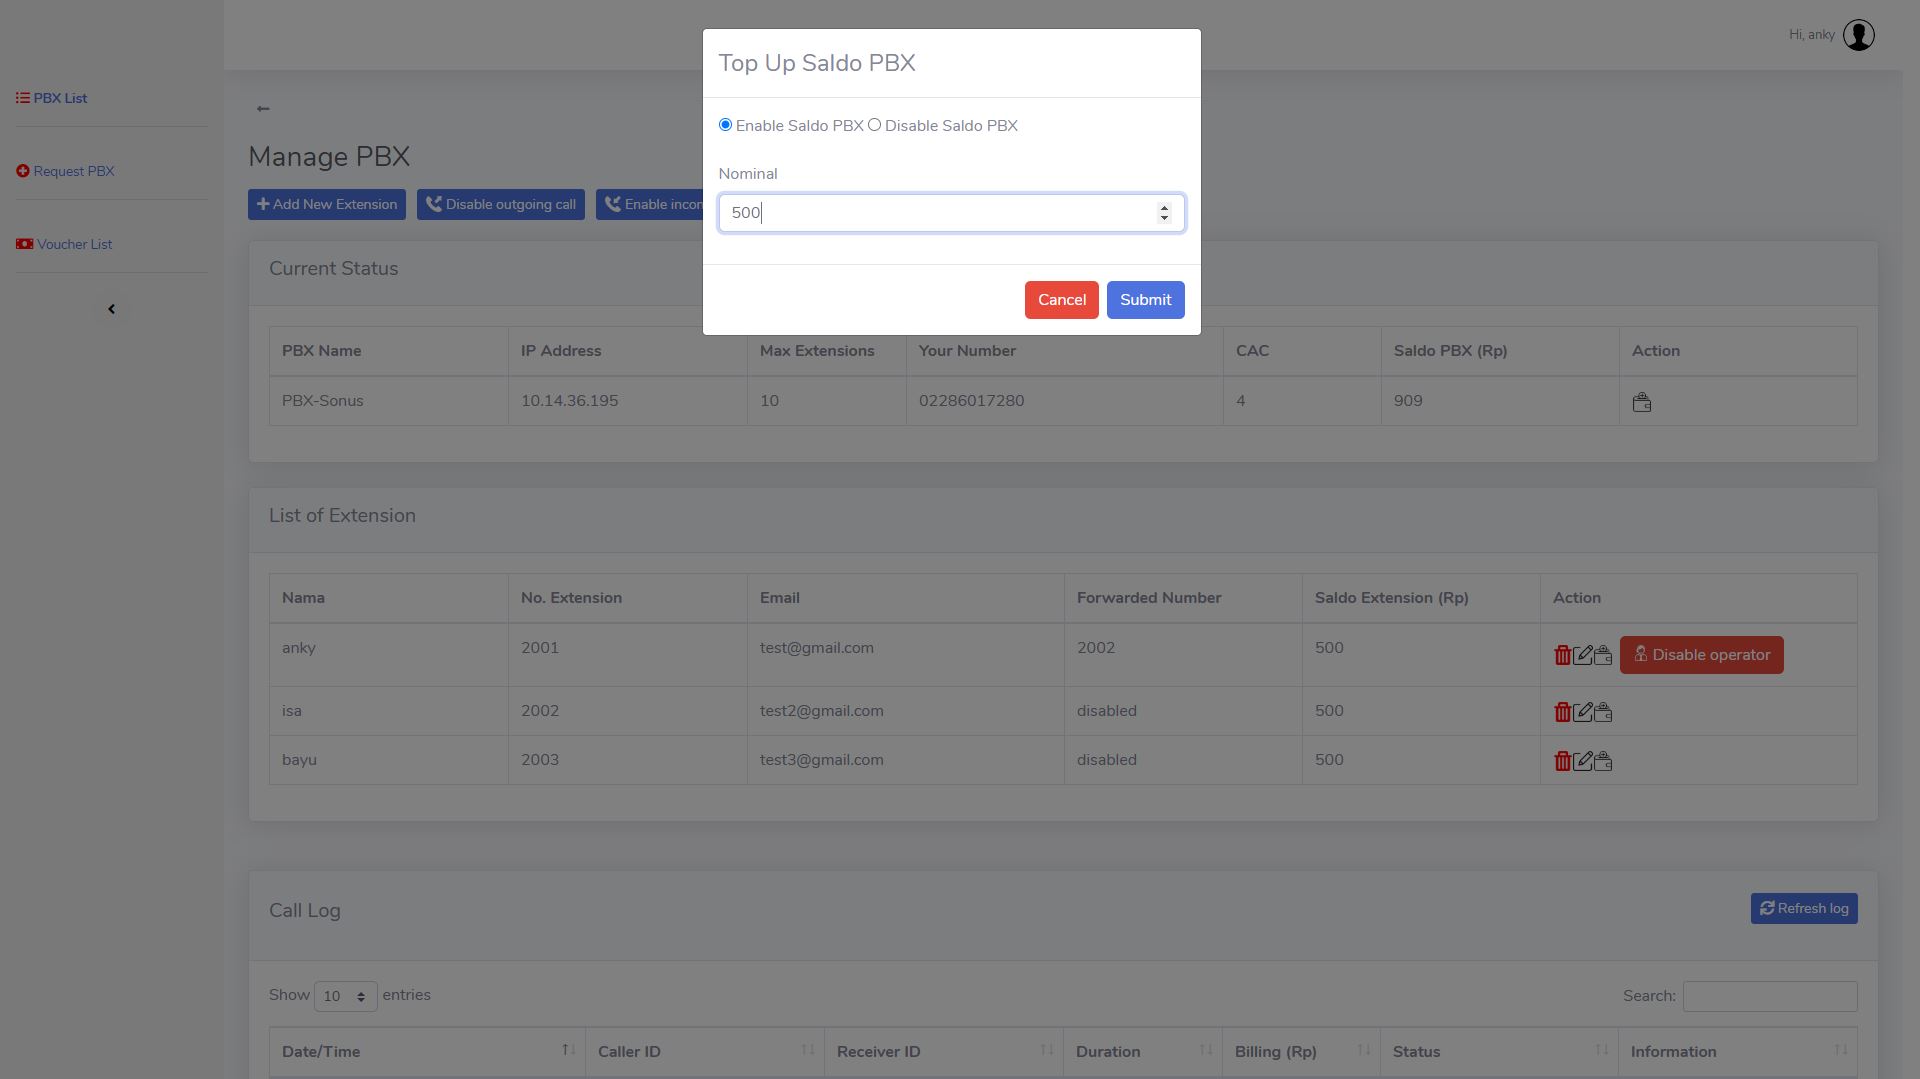 Hi, anky
PBX List
Request PBX
Voucher List
Top Up Saldo PBX
Enable Saldo PBX Disable Saldo PBX
Nominal
500
Cancel Submit
Manage PBX
Add New Extension Disable outgoing call Enable incon
Current Status
PBX Name IP Address Max Extensions Your Number CAC Saldo PBX (Rp) Action
PBX-Sonus 10.14.36.195 10 02286017280 4 909
List of Extension
Nama No. Extension Email Forwarded Number Saldo Extension (Rp) Action
anky 2001 test@gmail.com 2002 500 Disable operator
isa 2002 test2@gmail.com disabled 500
bayu 2003 test3@gmail.com disabled 500
Call Log Refresh log
Show 10 entries Search:
Date/Time Caller ID Receiver ID Duration Billing (Rp) Status Information